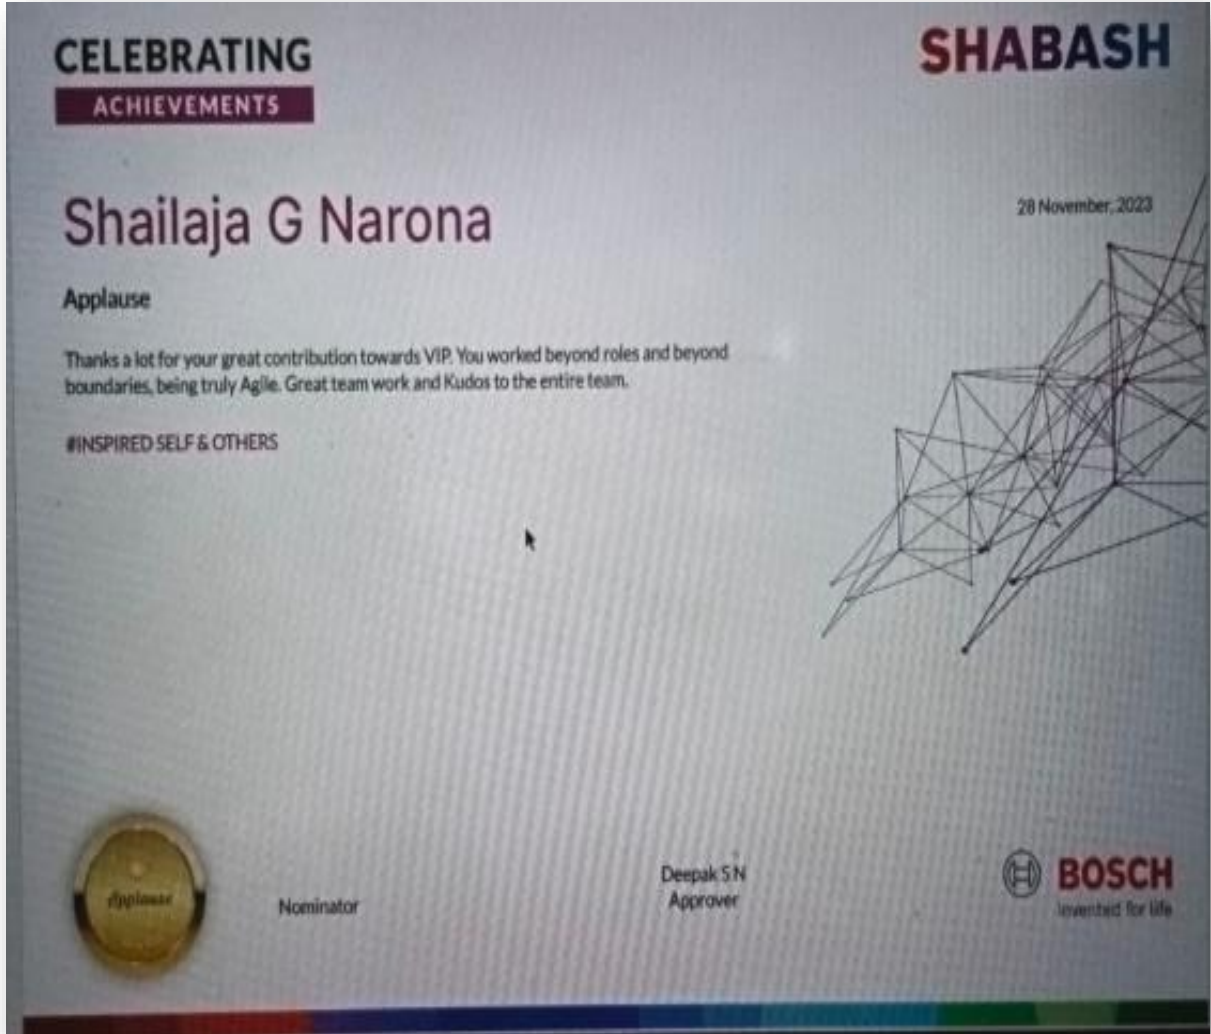 CELEBRATING
ACHIEVEMENTS
SHABASH
Shailaja G Narona
28 November, 2023
Applause
Thanks a lot for your great contribution towards VIP. You worked beyond roles and beyond
boundaries, being truly Agile. Great team work and Kudos to the entire team.
#INSPIRED SELF & OTHERS
Applause
Nominator
Deepak S N
Approver
BOSCH
Invented for life